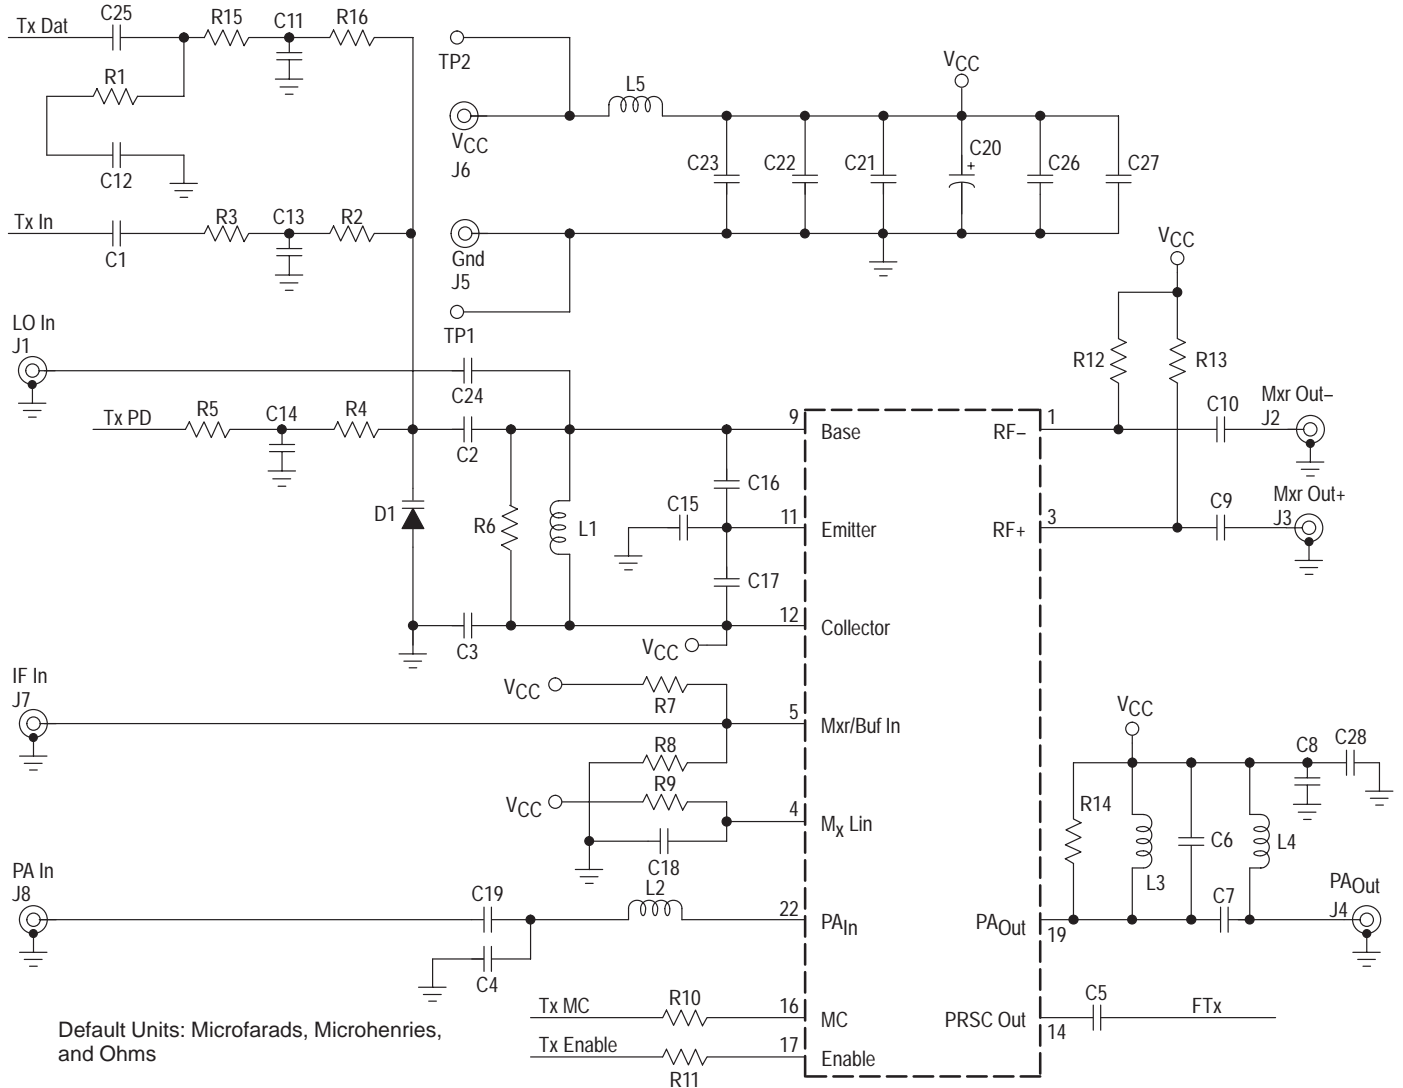 C25
R15
C11
R16
Tx Dat
TP2
VCC
L5
R1
VCC
J6
C23
C22
C21
C20
+
C26
C27
C12
Tx In
R3
C13
R2
C1
Gnd
J5
VCC
LO In
J1
TP1
R12
R13
C24
Mxr Out–
J2
C10
Tx PD
R5
C14
R4
C2
9
Base
RF–
1
C16
Mxr Out+
J3
C9
D1
R6
L1
C15
11
Emitter
RF+
3
C17
12
Collector
C3
VCC
IF In
J7
VCC
R7
5
Mxr/Buf In
VCC
C8
C28
R8
R9
VCC
4
Mx Lin
R14
C6
L4
C18
PA In
J8
C19
L2
22
PAIn
L3
C7
PAOut
J4
PAOut
19
C4
Tx MC
R10
16
MC
PRSC Out
14
C5
FTx
Default Units: Microfarads, Microhenries,
and Ohms
Tx Enable
R11
17
Enable